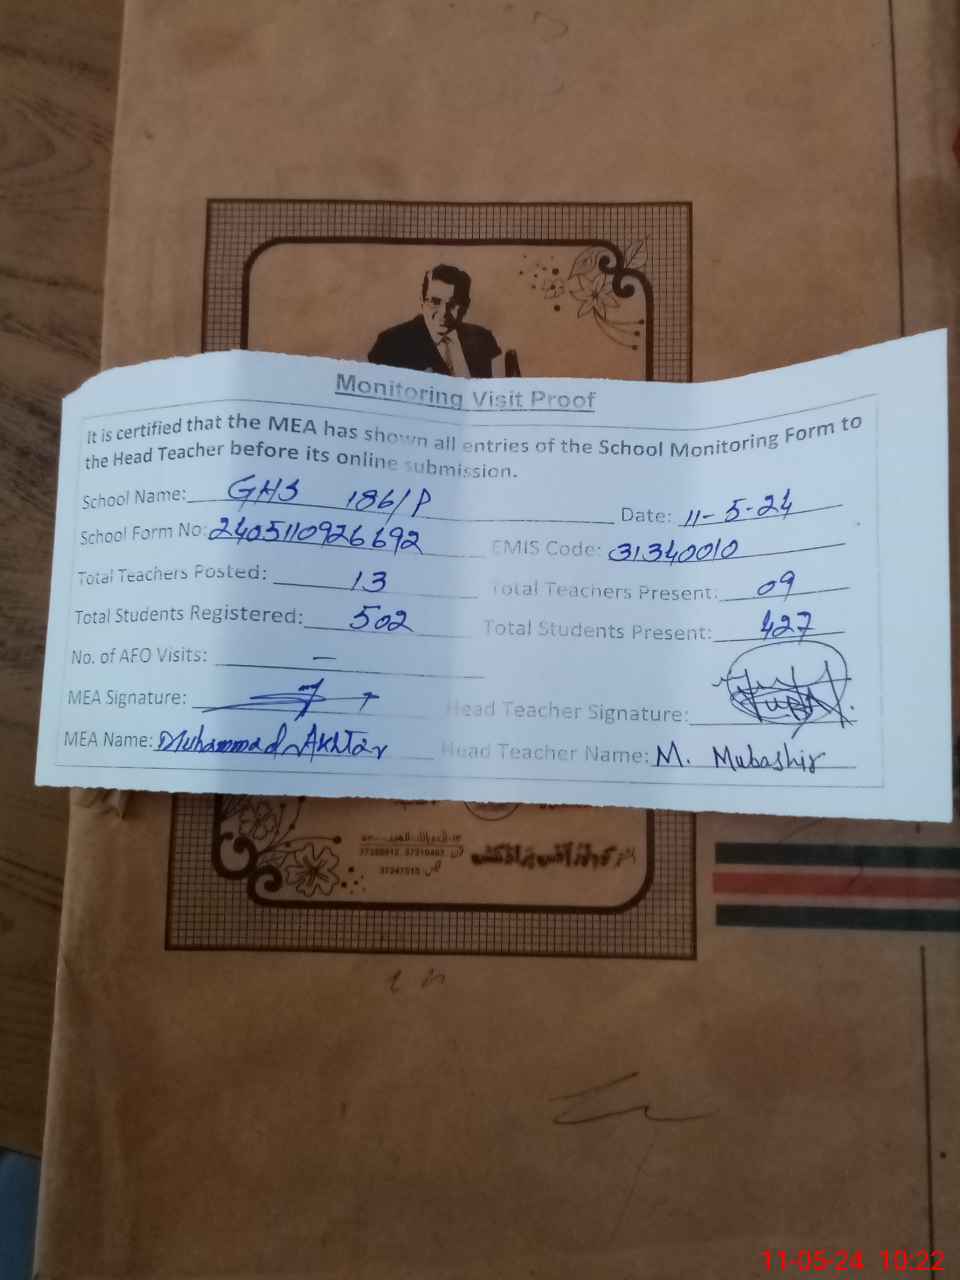 Monitoring Visit Proof
It is certified that the MEA has shown all entries of the School Monitoring Form to
the Head Teacher before its online submission.
School Name: GHS 186/P Date: 11-5-24
School Form No: 2405110926692 EMIS Code: 31340010
Total Teachers Posted: 13 Total Teachers Present: 09
Total Students Registered: 502 Total Students Present: 427
No. of AFO Visits: —
MEA Signature: Head Teacher Signature:
MEA Name: Muhammad Akhtar Head Teacher Name: M. Mubashir
11-05-24 10:22